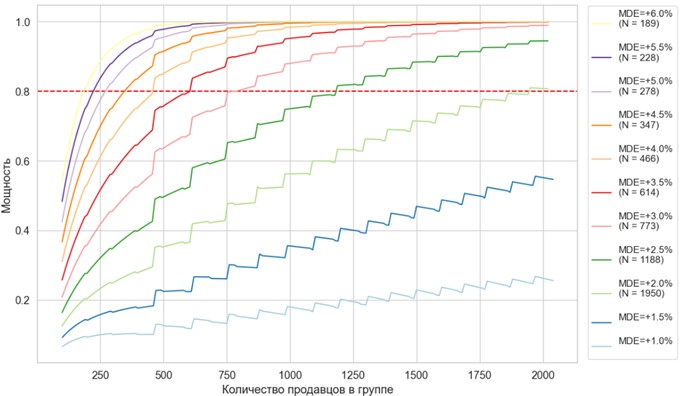 Мощность
1.0
0.8
0.6
0.4
0.2
250
500
750
1000
1250
1500
1750
2000
Количество продавцов в группе
MDE=+6.0%
(N = 189)
MDE=+5.5%
(N = 228)
MDE=+5.0%
(N = 278)
MDE=+4.5%
(N = 347)
MDE=+4.0%
(N = 466)
MDE=+3.5%
(N = 614)
MDE=+3.0%
(N = 773)
MDE=+2.5%
(N = 1188)
MDE=+2.0%
(N = 1950)
MDE=+1.5%
MDE=+1.0%